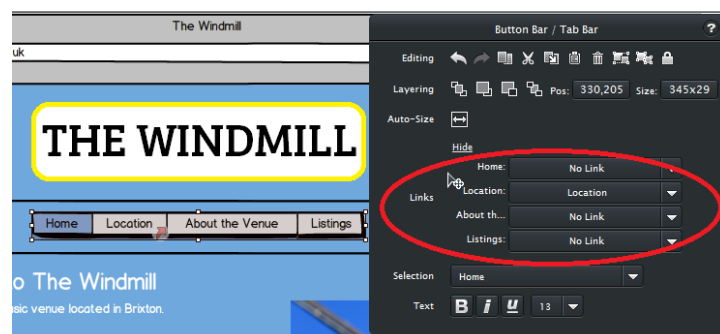 The Windmill
uk
THE WINDMILL
Home Location About the Venue Listings
o The Windmill
usic venue located in Brixton.
Button Bar / Tab Bar ?
Editing
Layering Pos: 330,205 Size: 345x29
Auto-Size
Hide
Links
Home: No Link
Location: Location
About th... No Link
Listings: No Link
Selection Home
Text B i U 13